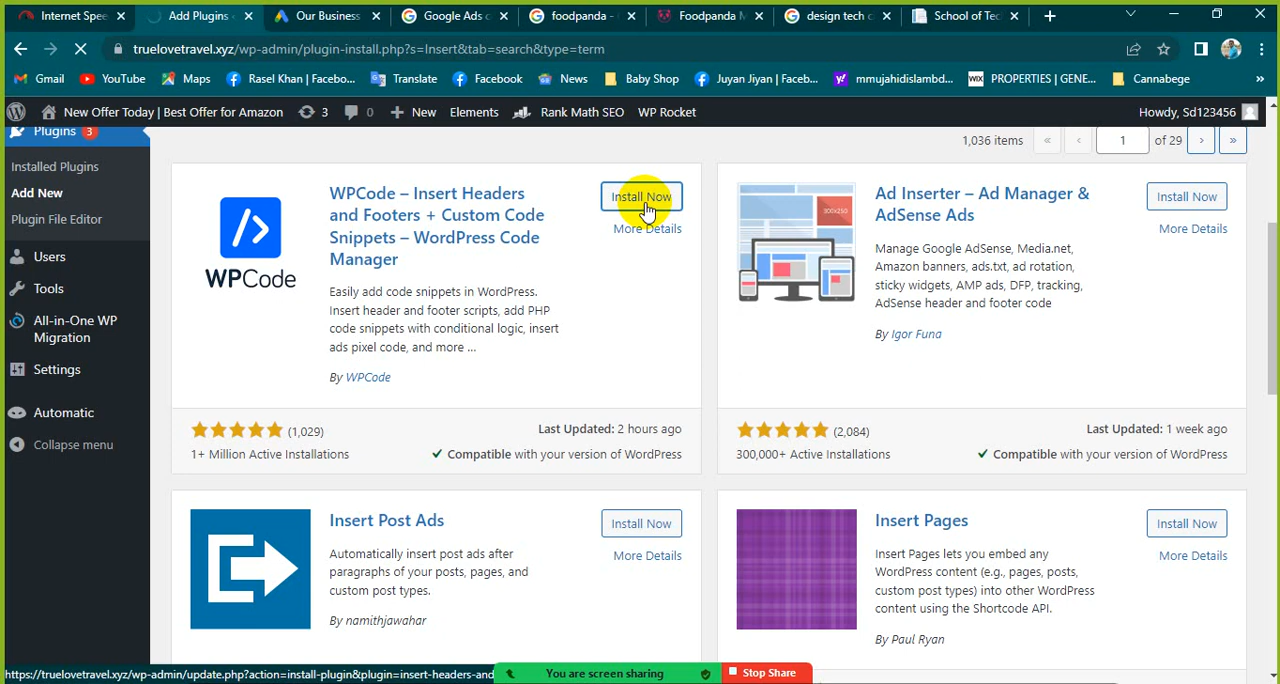 Internet Spee
Add Plugins
Our Business
Google Ads c
foodpanda -
Foodpanda M
design tech c
School of Tec
truelovetravel.xyz/wp-admin/plugin-install.php?s=Insert&tab=search&type=term
Gmail
YouTube
Maps
Rasel Khan | Facebo...
Translate
Facebook
News
Baby Shop
Juyan Jiyan | Faceb...
mmujahidislambd...
PROPERTIES | GENE...
Cannabege
»
New Offer Today | Best Offer for Amazon
3
0
New
Elements
Rank Math SEO
WP Rocket
Howdy, Sd123456
Plugins 3
Installed Plugins
Add New
Plugin File Editor
Users
Tools
All-in-One WP
Migration
Settings
Automatic
Collapse menu
1,036 items
«
‹
1
of 29
›
»
WPCode
WPCode – Insert Headers
and Footers + Custom Code
Snippets – WordPress Code
Manager
Install Now
More Details
Easily add code snippets in WordPress.
Insert header and footer scripts, add PHP
code snippets with conditional logic, insert
ads pixel code, and more ...
By WPCode
(1,029)
1+ Million Active Installations
Last Updated: 2 hours ago
Compatible with your version of WordPress
300x250
Ad Inserter – Ad Manager &
AdSense Ads
Install Now
More Details
Manage Google AdSense, Media.net,
Amazon banners, ads.txt, ad rotation,
sticky widgets, AMP ads, DFP, tracking,
AdSense header and footer code
By Igor Funa
(2,084)
300,000+ Active Installations
Last Updated: 1 week ago
Compatible with your version of WordPress
Insert Post Ads
Install Now
More Details
Automatically insert post ads after
paragraphs of your posts, pages, and
custom post types.
By namithjawahar
Insert Pages
Install Now
More Details
Insert Pages lets you embed any
WordPress content (e.g., pages, posts,
custom post types) into other WordPress
content using the Shortcode API.
By Paul Ryan
https://truelovetravel.xyz/wp-admin/update.php?action=install-plugin&plugin=insert-headers-and
You are screen sharing
Stop Share